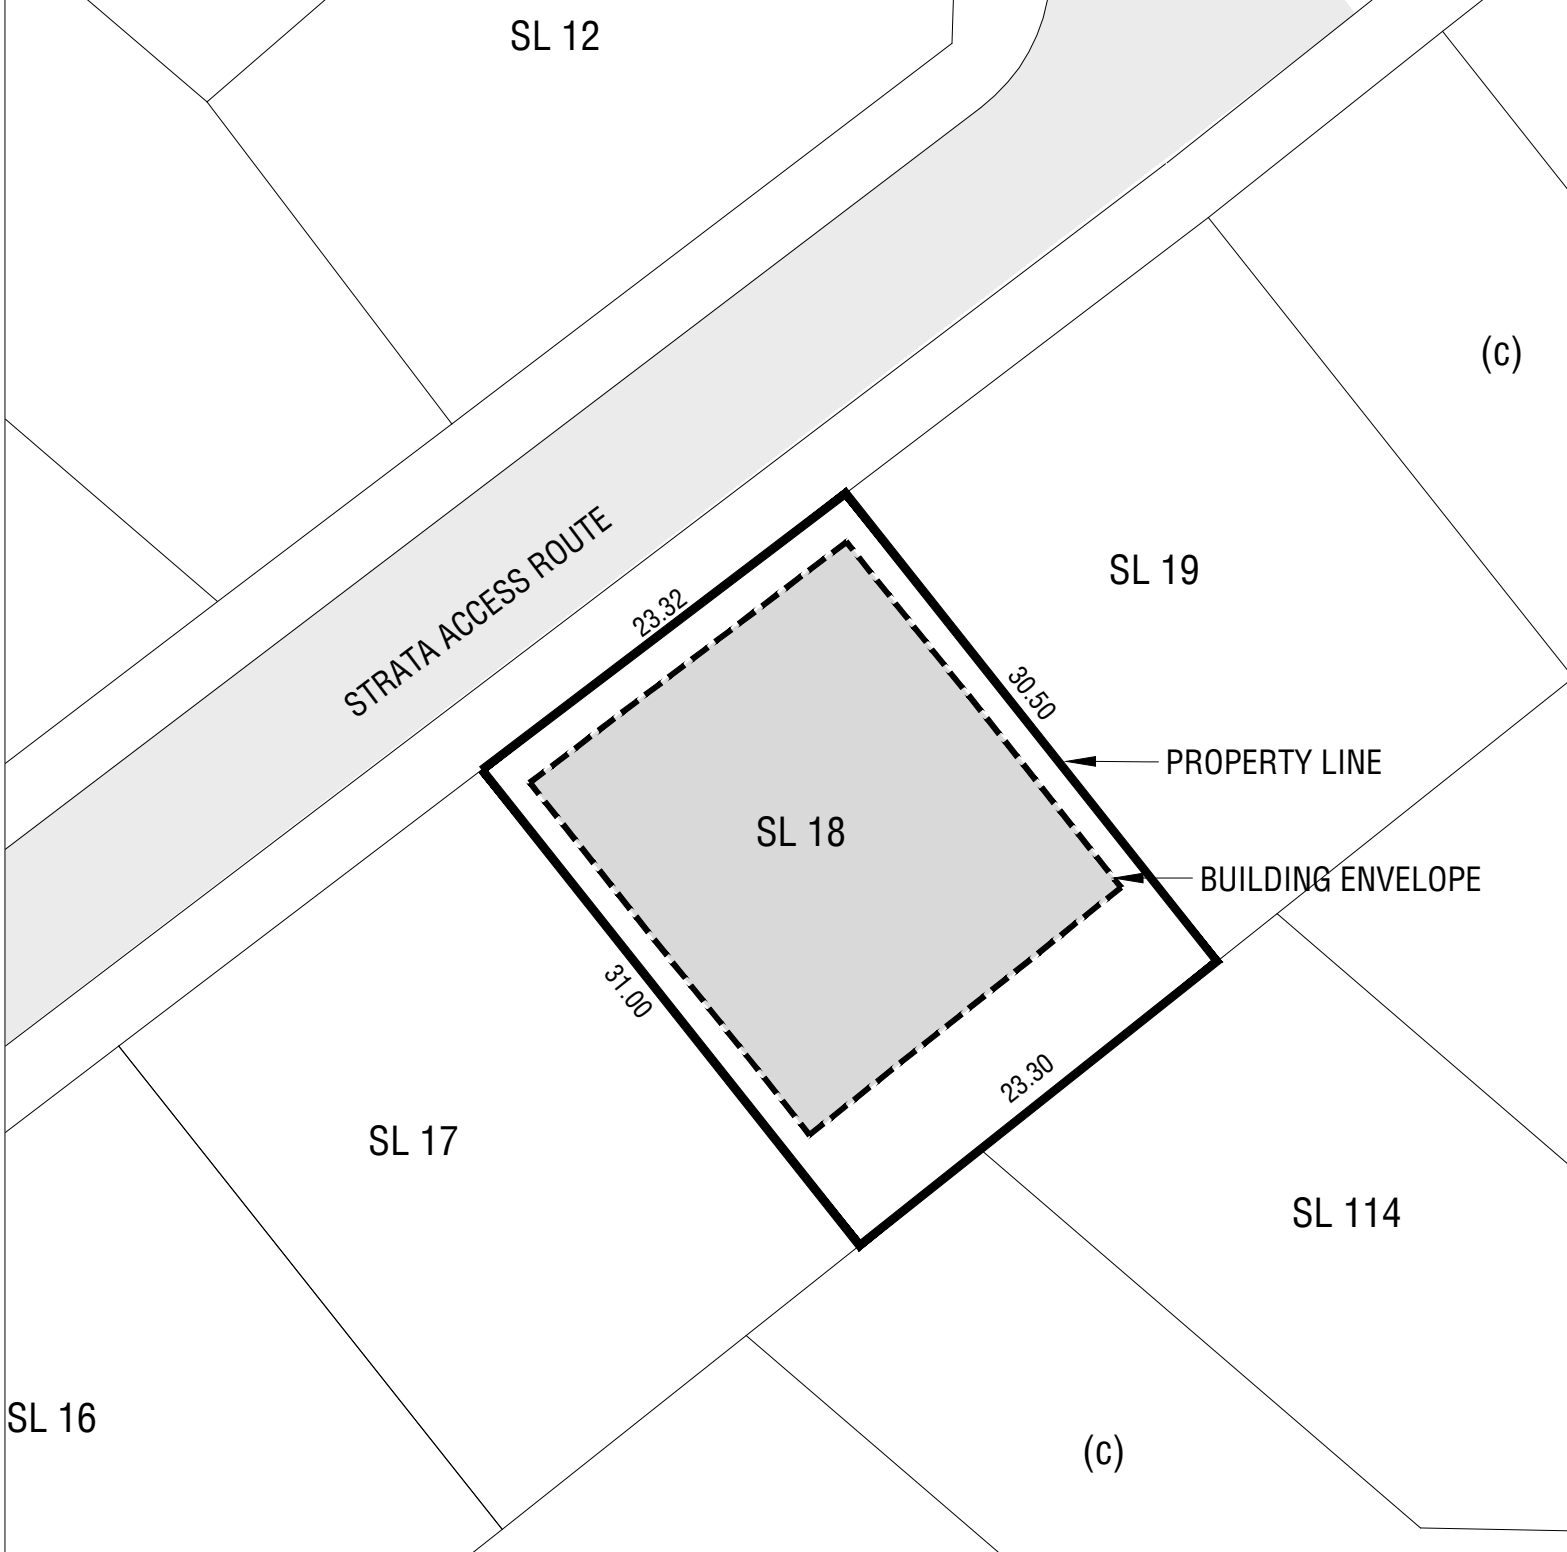 SL 12
(c)
STRATA ACCESS ROUTE
SL 19
23.32
30.50
PROPERTY LINE
SL 18
BUILDING ENVELOPE
31.00
23.30
SL 17
SL 114
SL 16
(c)